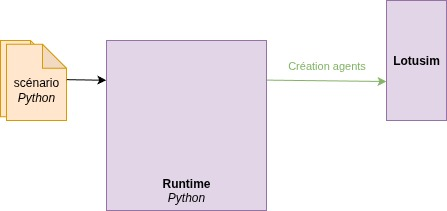 scénario
Python
Création agents
Lotusim
Runtime
Python